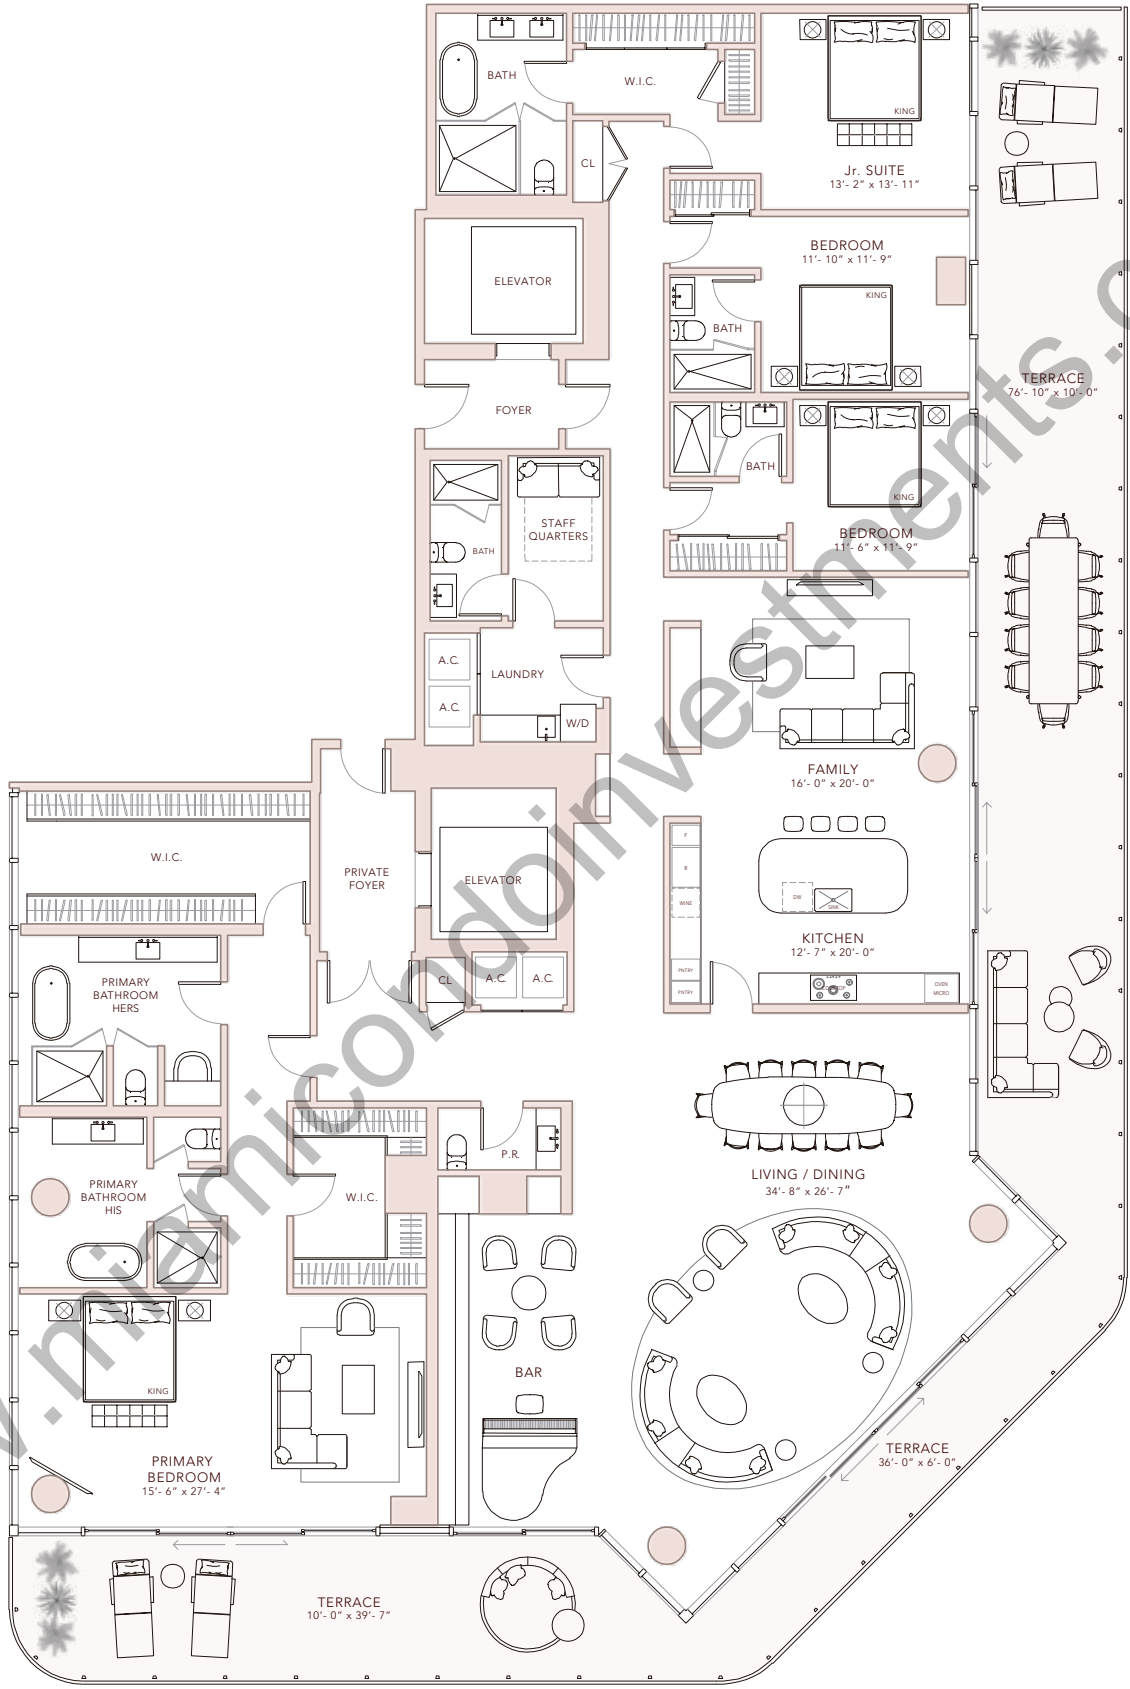 BATH
W.I.C.
KING
CL
Jr. SUITE
13'- 2" x 13'- 11"
BEDROOM
11'- 10" x 11'- 9"
ELEVATOR
KING
BATH
TERRACE
76'- 10" x 10'- 0"
FOYER
BATH
KING
STAFF
QUARTERS
BEDROOM
11'- 6" x 11'- 9"
BATH
A.C.
LAUNDRY
A.C.
W/D
FAMILY
16'- 0" x 20'- 0"
W.I.C.
F
PRIVATE
FOYER
ELEVATOR
R
WINE
DW
SINK
KITCHEN
12'- 7" x 20'- 0"
PRIMARY
BATHROOM
HERS
CL
A.C.
A.C.
PNTRY
PNTRY
OVEN
MICRO
P.R.
LIVING / DINING
34'- 8" x 26'- 7"
PRIMARY
BATHROOM
HIS
W.I.C.
KING
BAR
PRIMARY
BEDROOM
15'- 6" x 27'- 4"
TERRACE
36'- 0" x 6'- 0"
TERRACE
10'- 0" x 39'- 7"
.miamicondoinvestments.c